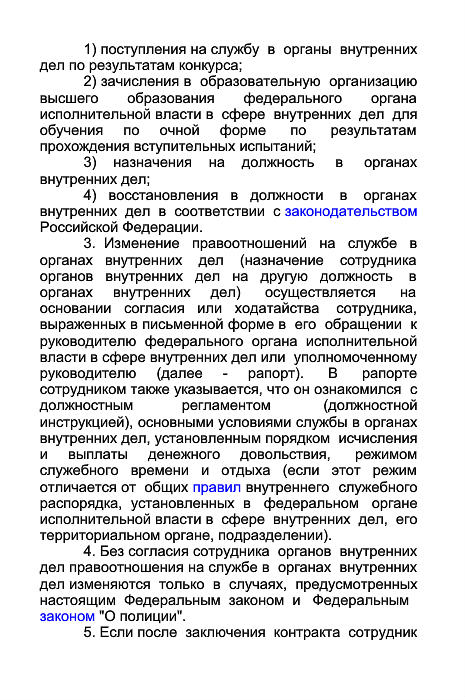 1) поступления на службу в органы внутренних
дел по результатам конкурса;
2) зачисления в образовательную организацию
высшего образования федерального органа
исполнительной власти в сфере внутренних дел для
обучения по очной форме по результатам
прохождения вступительных испытаний;
3) назначения на должность в органах
внутренних дел;
4) восстановления в должности в органах
внутренних дел в соответствии с законодательством
Российской Федерации.
3. Изменение правоотношений на службе в
органах внутренних дел (назначение сотрудника
органов внутренних дел на другую должность в
органах внутренних дел) осуществляется на
основании согласия или ходатайства сотрудника,
выраженных в письменной форме в его обращении к
руководителю федерального органа исполнительной
власти в сфере внутренних дел или уполномоченному
руководителю (далее - рапорт). В рапорте
сотрудником также указывается, что он ознакомился с
должностным регламентом (должностной
инструкцией), основными условиями службы в органах
внутренних дел, установленным порядком исчисления
и выплаты денежного довольствия, режимом
служебного времени и отдыха (если этот режим
отличается от общих правил внутреннего служебного
распорядка, установленных в федеральном органе
исполнительной власти в сфере внутренних дел, его
территориальном органе, подразделении).
4. Без согласия сотрудника органов внутренних
дел правоотношения на службе в органах внутренних
дел изменяются только в случаях, предусмотренных
настоящим Федеральным законом и Федеральным
законом "О полиции".
5. Если после заключения контракта сотрудник